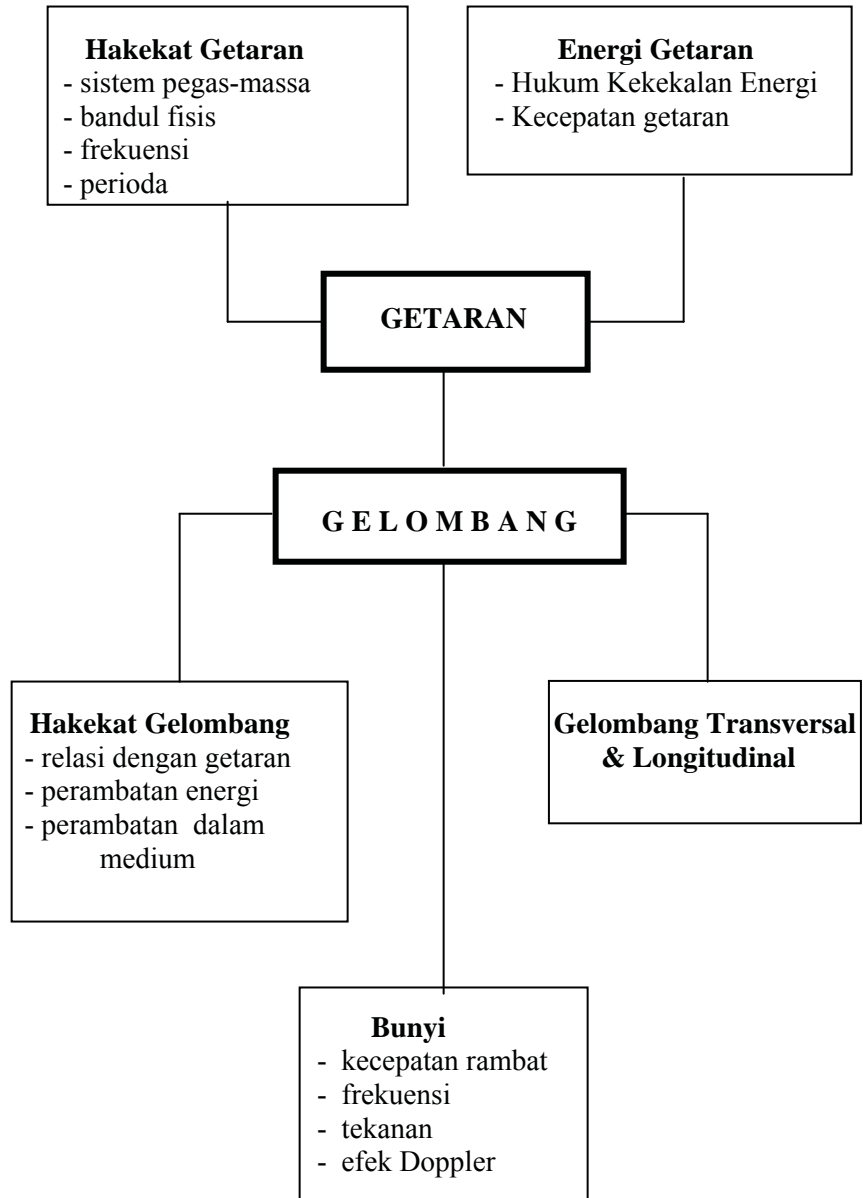 Hakekat Getaran
- sistem pegas-massa
- bandul fisis
- frekuensi
- perioda
Energi Getaran
- Hukum Kekekalan Energi
- Kecepatan getaran
GETARAN
G E L O M B A N G
Hakekat Gelombang
- relasi dengan getaran
- perambatan energi
- perambatan dalam
medium
Gelombang Transversal
& Longitudinal
Bunyi
- kecepatan rambat
- frekuensi
- tekanan
- efek Doppler